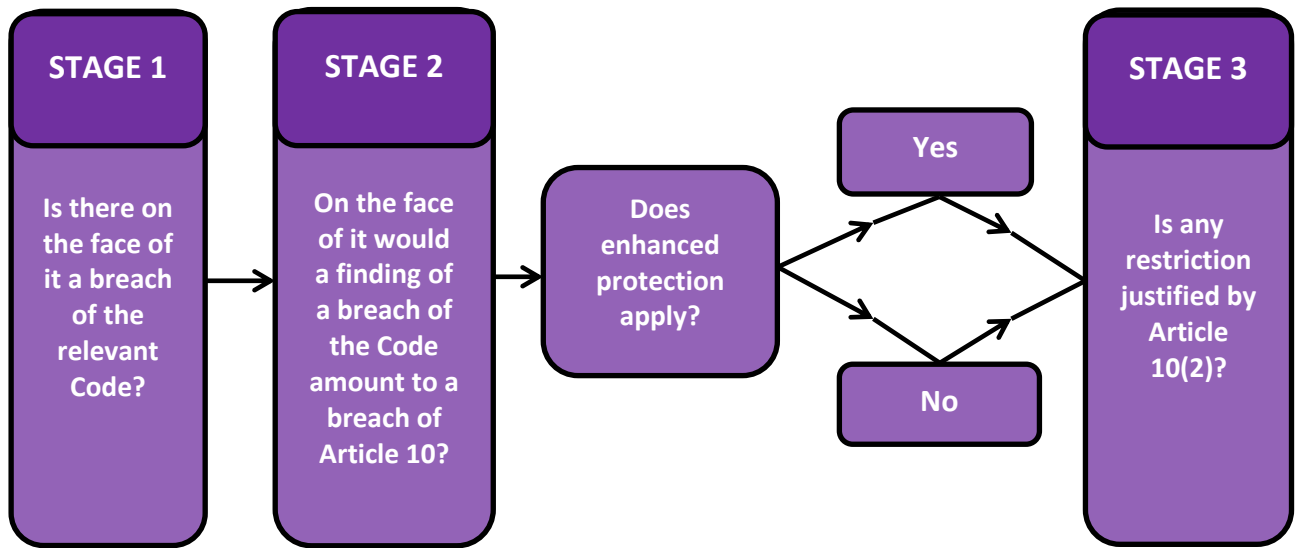 STAGE 1
Is there on
the face of
it a breach
of the
relevant
Code?
STAGE 2
On the face
of it would
a finding of
a breach of
the Code
amount to a
breach of
Article 10?
Does
enhanced
protection
apply?
Yes
No
STAGE 3
Is any
restriction
justified by
Article
10(2)?